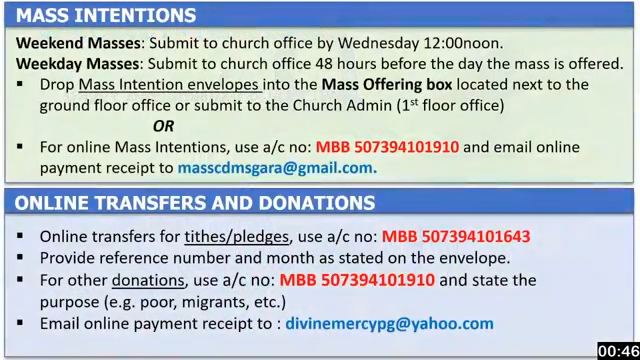 MASS INTENTIONS
Weekend Masses: Submit to church office by Wednesday 12:00noon.
Weekday Masses: Submit to church office 48 hours before the day the mass is offered.
▪ Drop Mass Intention envelopes into the Mass Offering box located next to the
ground floor office or submit to the Church Admin (1st floor office)
OR
▪ For online Mass Intentions, use a/c no: MBB 507394101910 and email online
payment receipt to masscdmsgara@gmail.com.
ONLINE TRANSFERS AND DONATIONS
▪ Online transfers for tithes/pledges, use a/c no: MBB 507394101643
▪ Provide reference number and month as stated on the envelope.
▪ For other donations, use a/c no: MBB 507394101910 and state the
purpose (e.g. poor, migrants, etc.)
▪ Email online payment receipt to : divinemercypg@yahoo.com
00:46